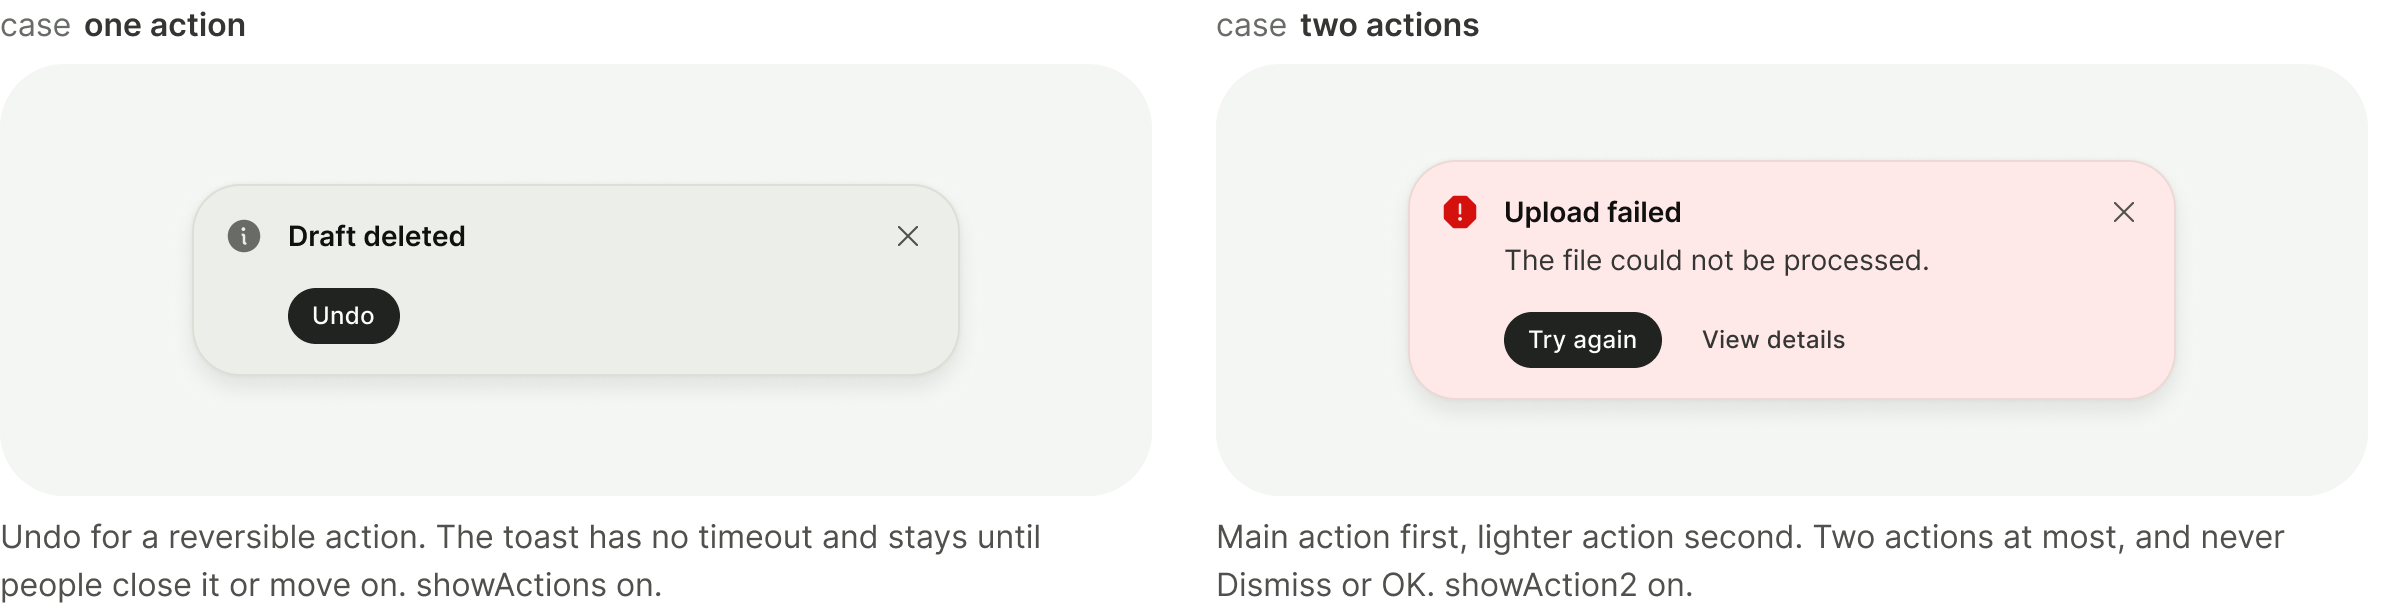 case one action
Draft deleted
Undo
Undo for a reversible action. The toast has no timeout and stays until
people close it or move on. showActions on.
case two actions
Upload failed
The file could not be processed.
Try again
View details
Main action first, lighter action second. Two actions at most, and never
Dismiss or OK. showAction2 on.